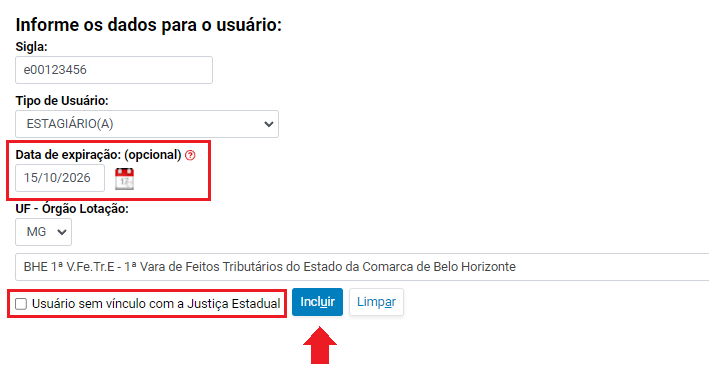 Informe os dados para o usuário:
Sigla:
e00123456
Tipo de Usuário:
ESTAGIÁRIO(A)
Data de expiração: (opcional) ?
15/10/2026
UF - Órgão Lotação:
MG
BHE 1ª V.Fe.Tr.E - 1ª Vara de Feitos Tributários do Estado da Comarca de Belo Horizonte
Usuário sem vínculo com a Justiça Estadual Incluir Limpar